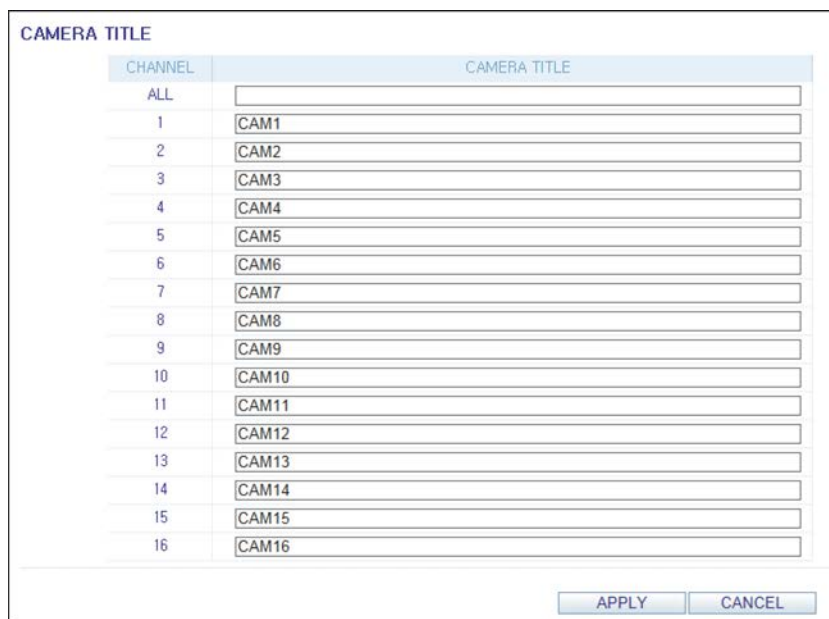 CAMERA TITLE
CHANNEL CAMERA TITLE
ALL
1 CAM1
2 CAM2
3 CAM3
4 CAM4
5 CAM5
6 CAM6
7 CAM7
8 CAM8
9 CAM9
10 CAM10
11 CAM11
12 CAM12
13 CAM13
14 CAM14
15 CAM15
16 CAM16
APPLY CANCEL